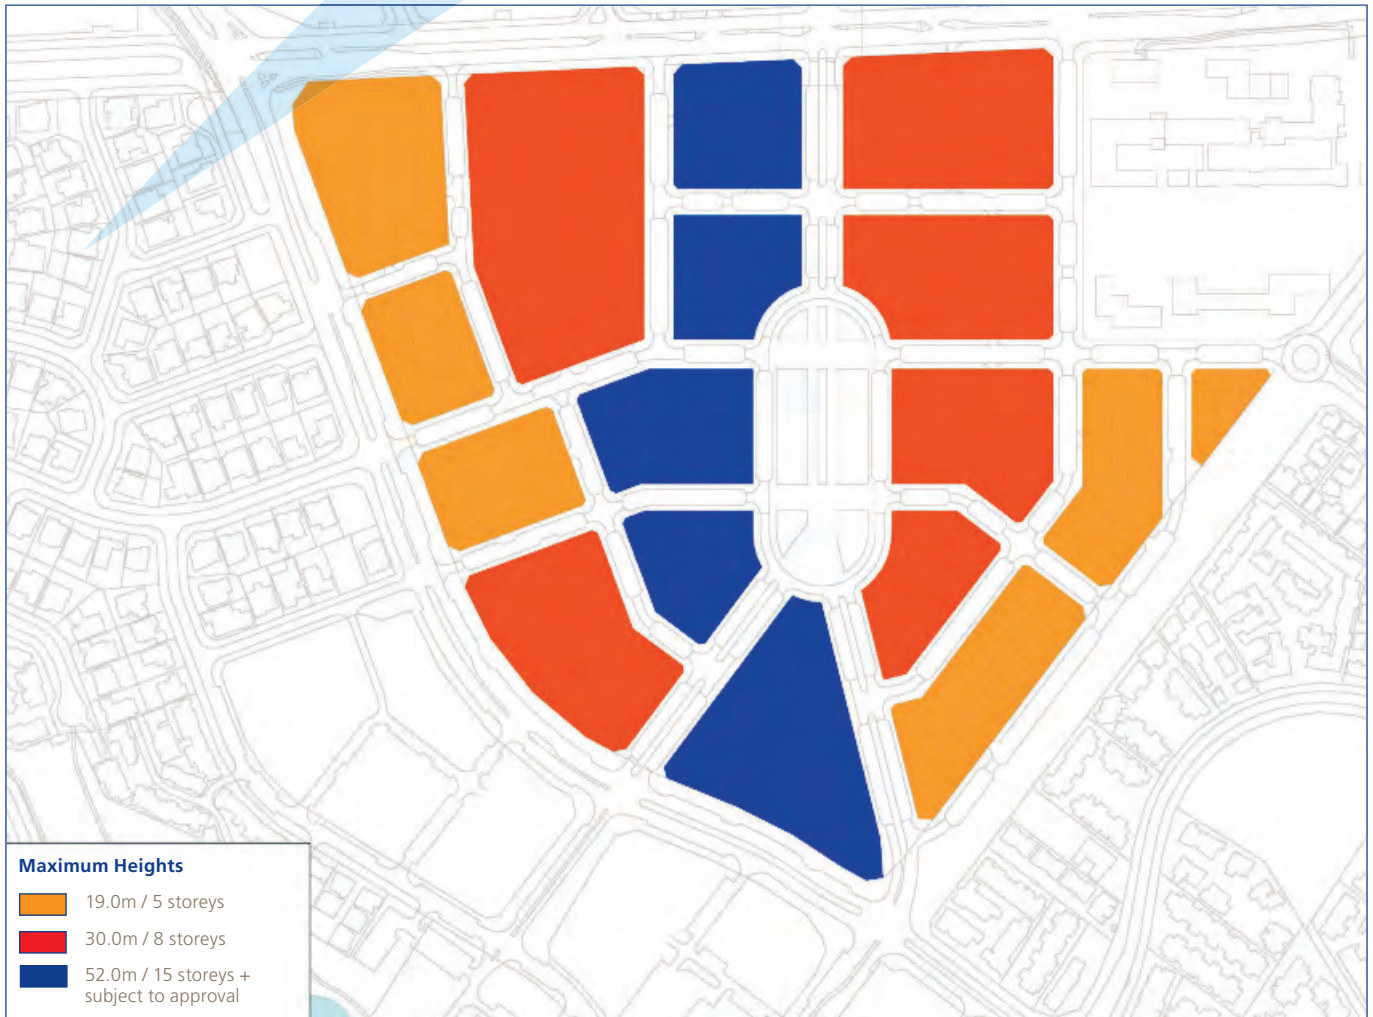 Maximum Heights
19.0m / 5 storeys
30.0m / 8 storeys
52.0m / 15 storeys +
subject to approval